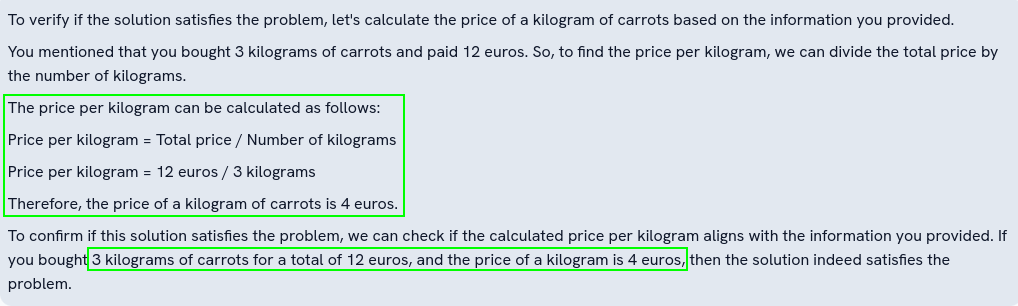 To verify if the solution satisfies the problem, let's calculate the price of a kilogram of carrots based on the information you provided.
You mentioned that you bought 3 kilograms of carrots and paid 12 euros. So, to find the price per kilogram, we can divide the total price by
the number of kilograms.
The price per kilogram can be calculated as follows:
Price per kilogram = Total price / Number of kilograms
Price per kilogram = 12 euros / 3 kilograms
Therefore, the price of a kilogram of carrots is 4 euros.
To confirm if this solution satisfies the problem, we can check if the calculated price per kilogram aligns with the information you provided. If
you bought 3 kilograms of carrots for a total of 12 euros, and the price of a kilogram is 4 euros, then the solution indeed satisfies the
problem.